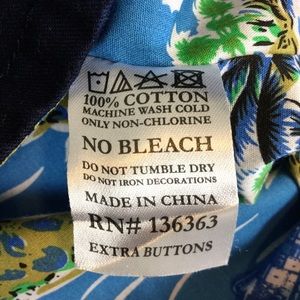 100% COTTON
MACHINE WASH COLD
ONLY NON-CHLORINE
NO BLEACH
DO NOT TUMBLE DRY
DO NOT IRON DECORATIONS
MADE IN CHINA
RN# 136363
EXTRA BUTTONS